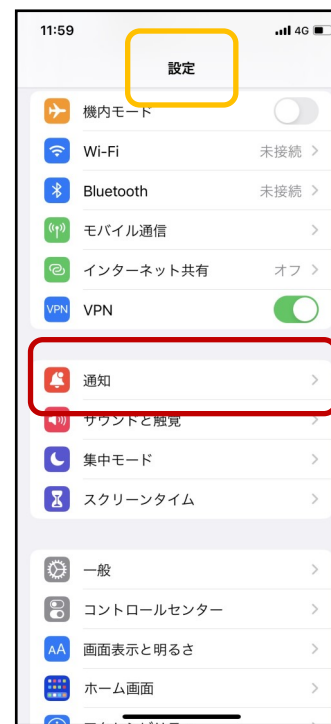 11:59 4G
設定
機内モード
Wi-Fi 未接続
Bluetooth 未接続
モバイル通信
インターネット共有 オフ
VPN VPN
通知
サウンドと触覚
集中モード
スクリーンタイム
一般
コントロールセンター
AA 画面表示と明るさ
ホーム画面